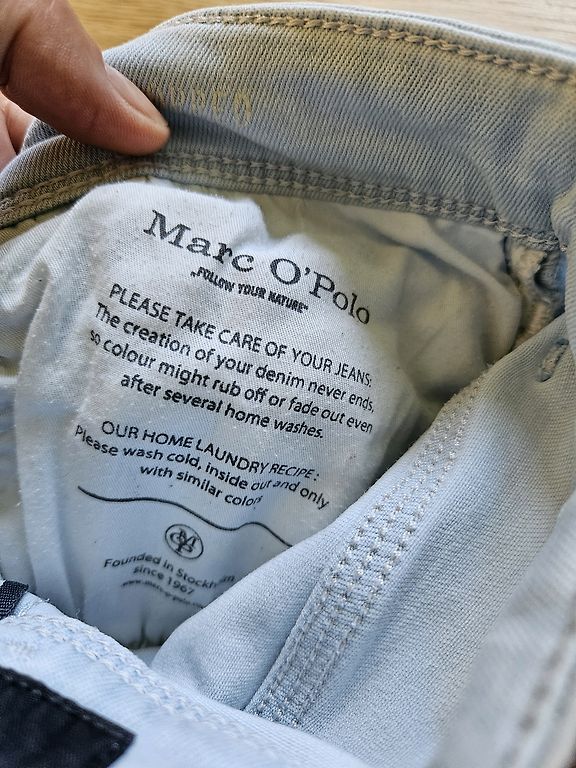 Marc O'Polo
„FOLLOW YOUR NATURE“
PLEASE TAKE CARE OF YOUR JEANS:
The creation of your denim never ends,
so colour might rub off or fade out even
after several home washes.
OUR HOME LAUNDRY RECIPE:
Please wash cold, inside out and only
with similar colors
Founded in Stockh
since 1967